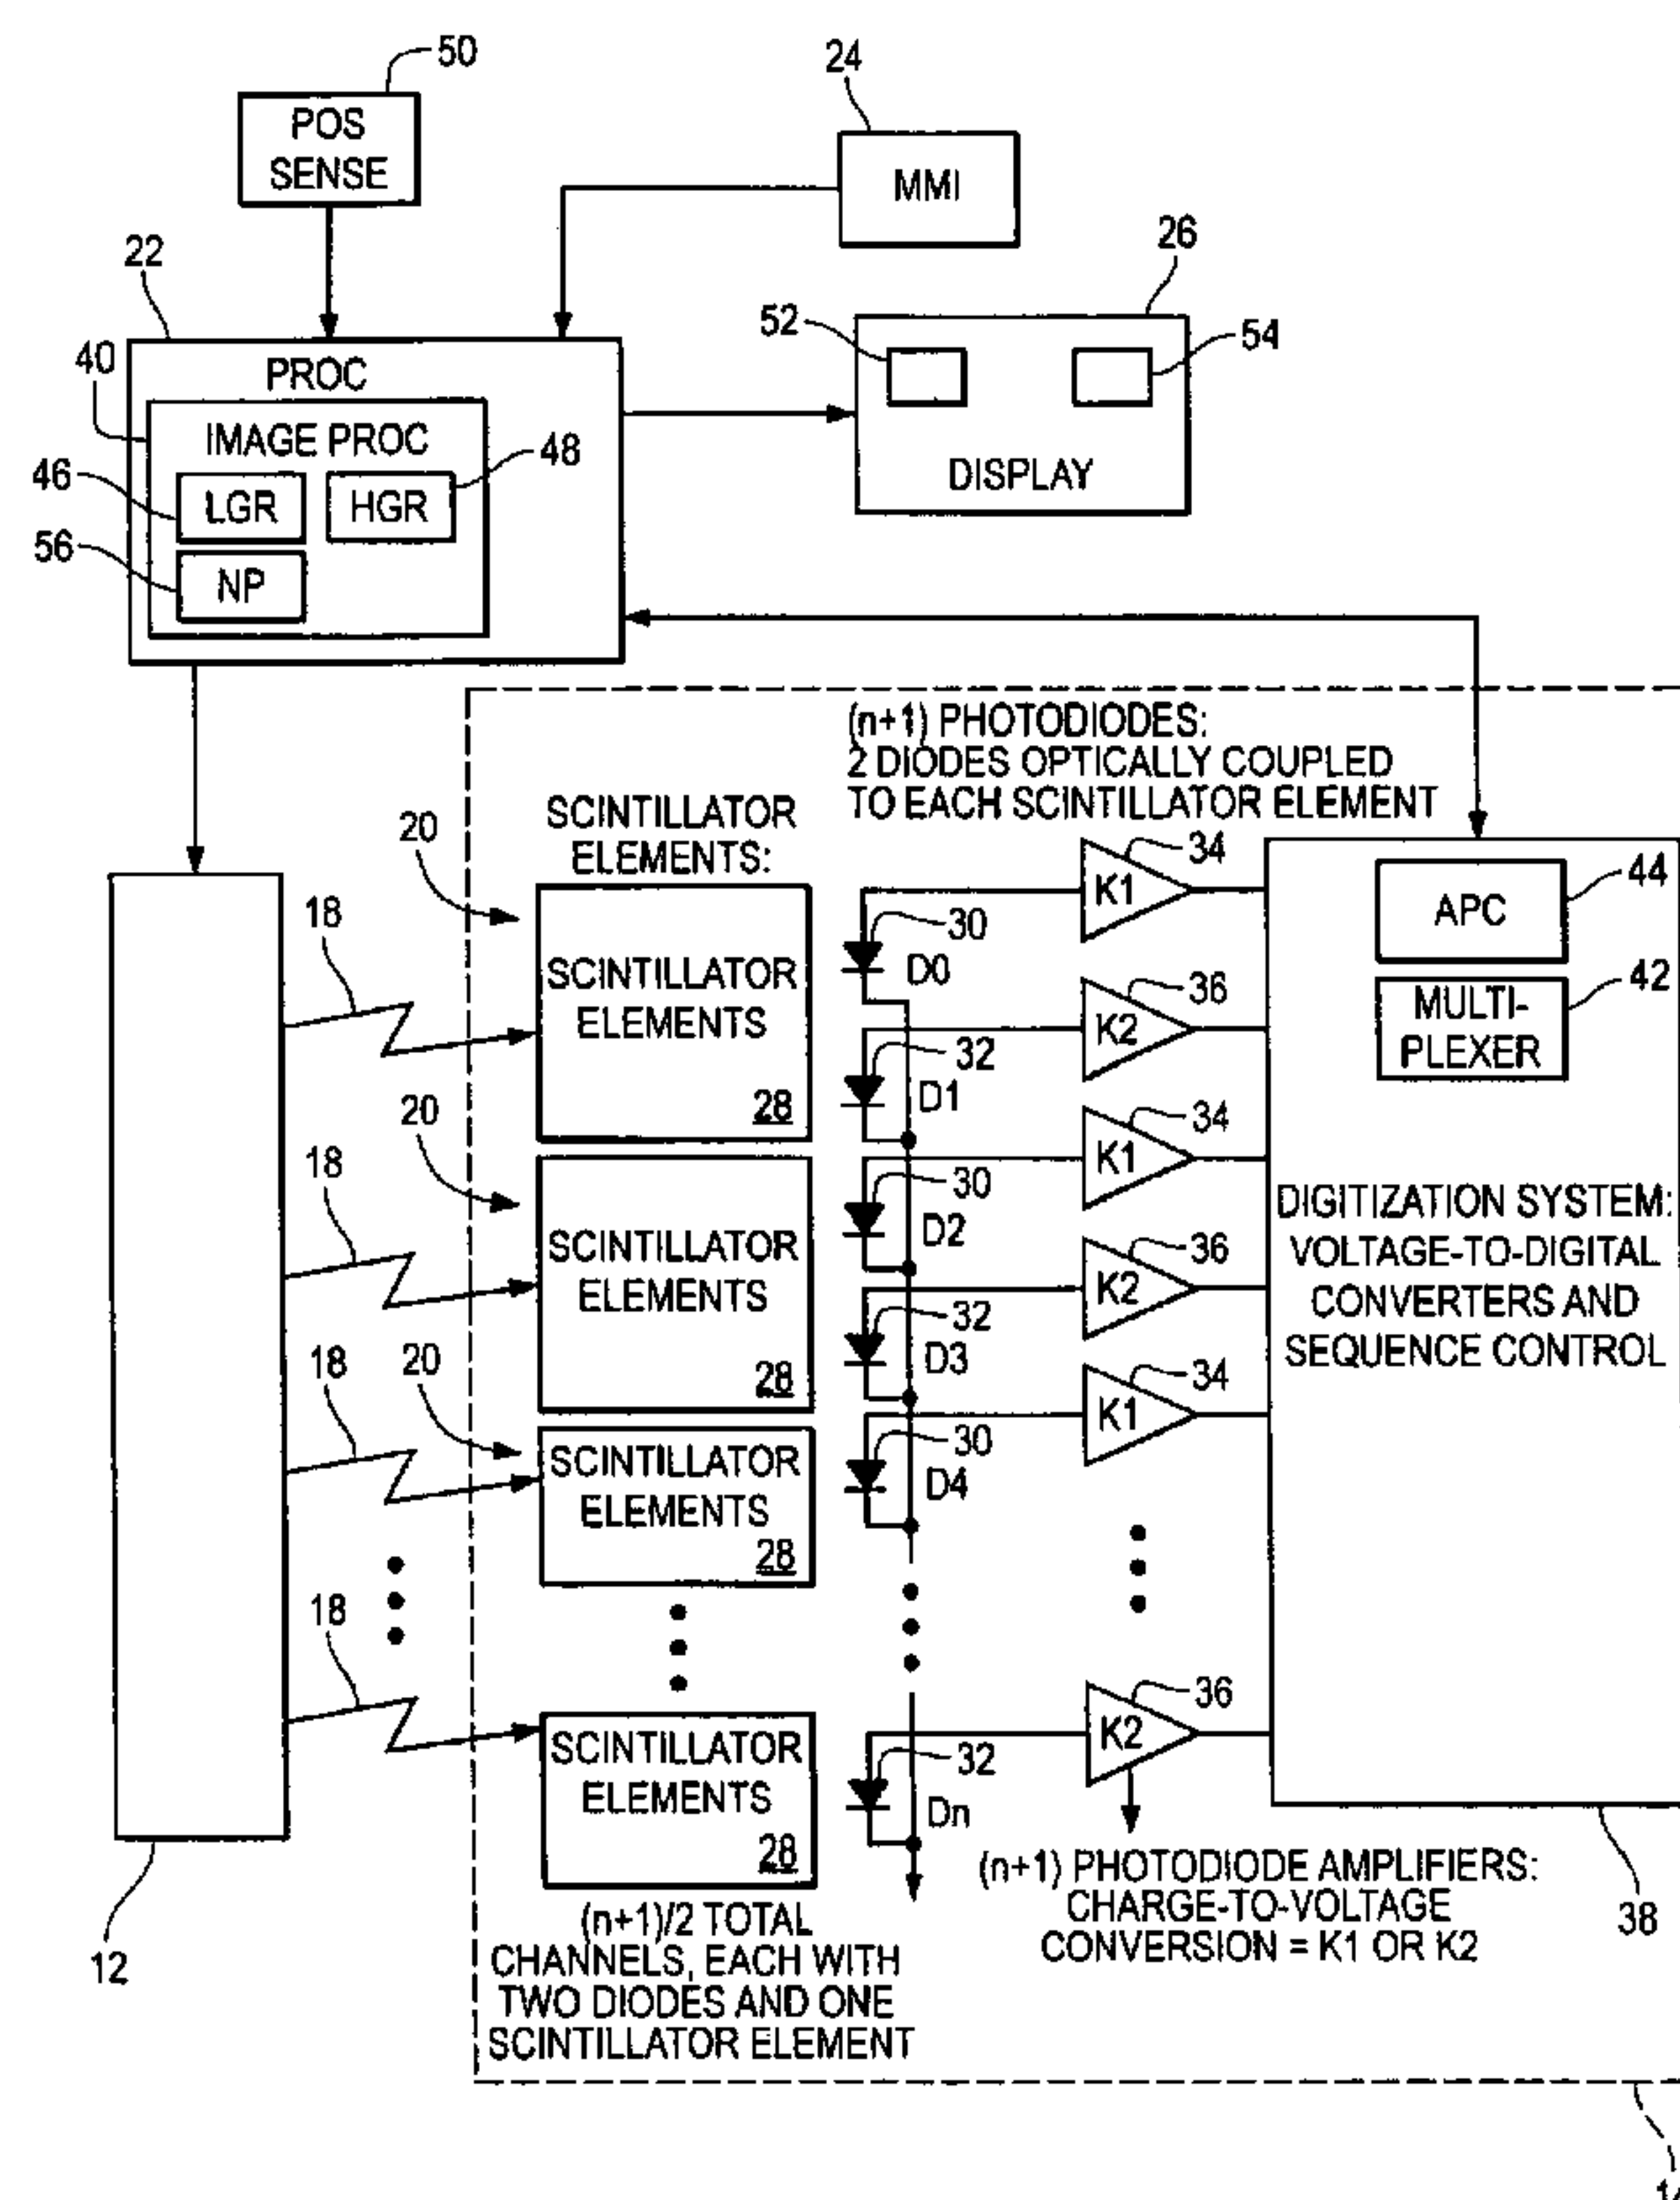 50
POS
SENSE
24
MMI
22
26
52
54
40
PROC
IMAGE PROC
48
46
LGR
HGR
56
NP
DISPLAY
(n+1) PHOTODIODES:
2 DIODES OPTICALLY COUPLED
TO EACH SCINTILLATOR ELEMENT
SCINTILLATOR
ELEMENTS:
20
34
K1
44
APC
18
30
D0
SCINTILLATOR
ELEMENTS
28
36
K2
42
MULTI-
PLEXER
32
D1
20
34
K1
18
30
D2
SCINTILLATOR
ELEMENTS
28
36
K2
DIGITIZATION SYSTEM:
VOLTAGE-TO-DIGITAL
CONVERTERS AND
SEQUENCE CONTROL
32
D3
18
20
34
K1
30
D4
SCINTILLATOR
ELEMENTS
28
18
36
K2
SCINTILLATOR
ELEMENTS
28
32
Dn
12
(n+1)/2 TOTAL
CHANNELS, EACH WITH
TWO DIODES AND ONE
SCINTILLATOR ELEMENT
(n+1) PHOTODIODE AMPLIFIERS:
CHARGE-TO-VOLTAGE
CONVERSION = K1 OR K2
38